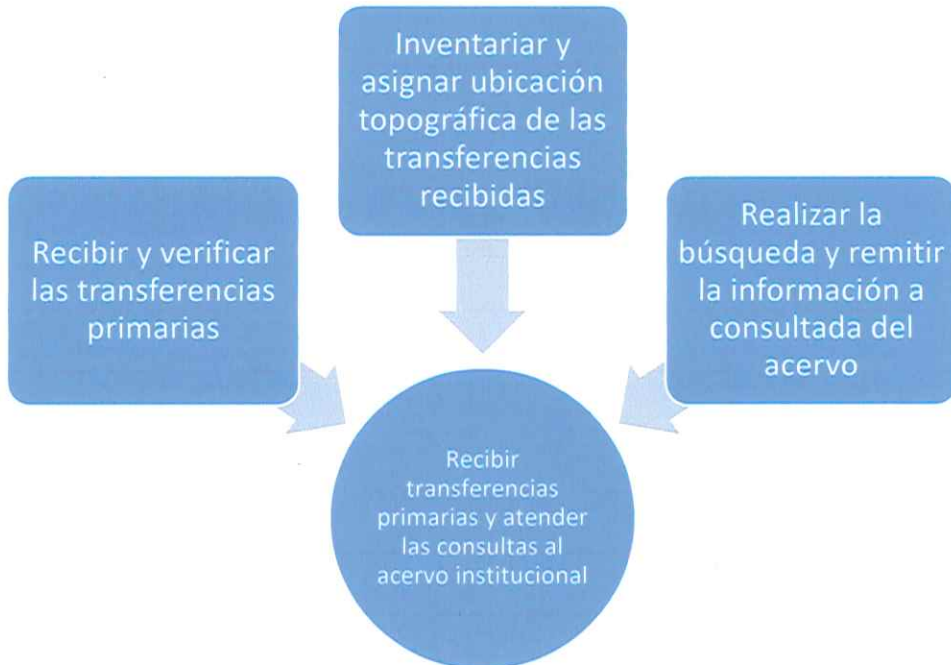 Inventariar y
asignar ubicación
topográfica de las
transferencias
recibidas
Recibir y verificar
las transferencias
primarias
Realizar la
búsqueda y remitir
la información a
consultada del
acervo
Recibir
transferencias
primarias y atender
las consultas al
acervo institucional